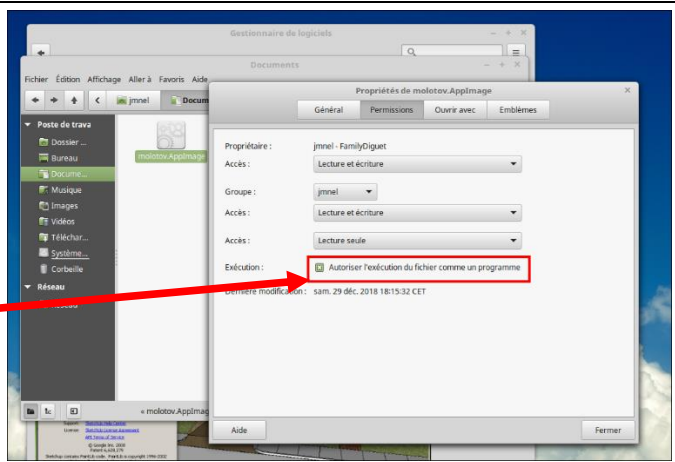 Gestionnaire de logiciels
Documents
Fichier Édition Affichage Aller à Favoris Aide
jmnel Docum
Poste de trava
Dossier ...
Bureau
Docume...
Musique
Images
Vidéos
Téléchar...
Système...
Corbeille
Réseau
Réseau
molotov.AppImage
« molotov.AppImag
Propriétés de molotov.AppImage
Général Permissions Ouvrir avec Emblèmes
Propriétaire : jmnel - FamilyDiguet
Accès : Lecture et écriture
Groupe : jmnel
Accès : Lecture et écriture
Accès : Lecture seule
Exécution : Autoriser l'exécution du fichier comme un programme
Dernière modification : sam. 29 déc. 2018 18:15:32 CET
Aide Fermer